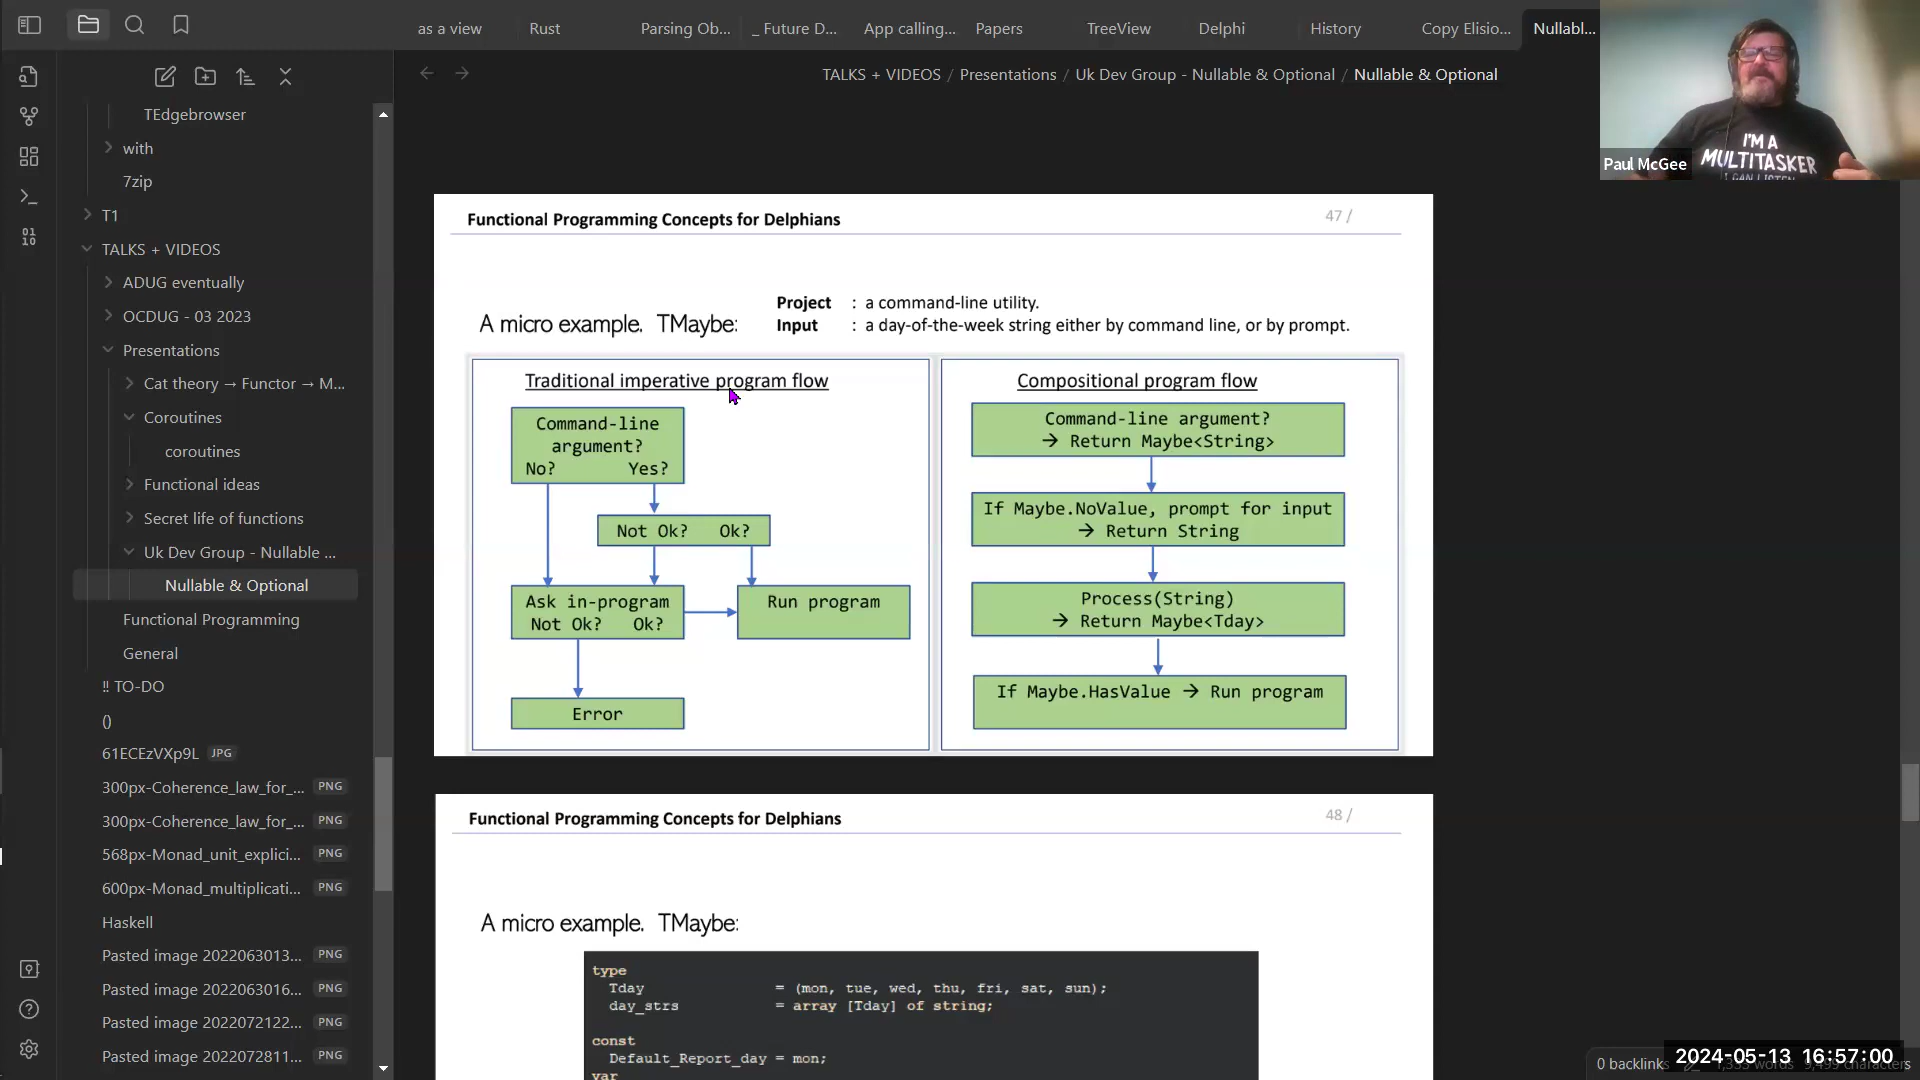 as a view
Rust
Parsing Ob...
_ Future D...
App calling...
Papers
TreeView
Delphi
History
Copy Elisio...
Nullabl...
TALKS + VIDEOS / Presentations / Uk Dev Group - Nullable & Optional / Nullable & Optional
TEdgebrowser
with
7zip
T1
TALKS + VIDEOS
ADUG eventually
OCDUG - 03 2023
Presentations
Cat theory → Functor → M...
Coroutines
coroutines
Functional ideas
Secret life of functions
Uk Dev Group - Nullable ...
Nullable & Optional
Functional Programming
General
!! TO-DO
()
61ECEzVXp9L JPG
300px-Coherence_law_for_... PNG
300px-Coherence_law_for_... PNG
568px-Monad_unit_explici... PNG
600px-Monad_multiplicati... PNG
Haskell
Pasted image 2022063013... PNG
Pasted image 2022063016... PNG
Pasted image 2022072122... PNG
Pasted image 2022072811... PNG
I'M A
MULTITASKER
I CAN LISTEN
Paul McGee
Functional Programming Concepts for Delphians
47 /
A micro example. TMaybe:
Project : a command-line utility.
Input : a day-of-the-week string either by command line, or by prompt.
Traditional imperative program flow
Command-line
argument?
No? Yes?
Not Ok? Ok?
Ask in-program
Not Ok? Ok?
Run program
Error
Compositional program flow
Command-line argument?
→ Return Maybe<String>
If Maybe.NoValue, prompt for input
→ Return String
Process(String)
→ Return Maybe<Tday>
If Maybe.HasValue → Run program
Functional Programming Concepts for Delphians
48 /
A micro example. TMaybe:
type
Tday = (mon, tue, wed, thu, fri, sat, sun);
day_strs = array [Tday] of string;
const
Default_Report_day = mon;
var
0 backlinks
2024-05-13 16:57:00